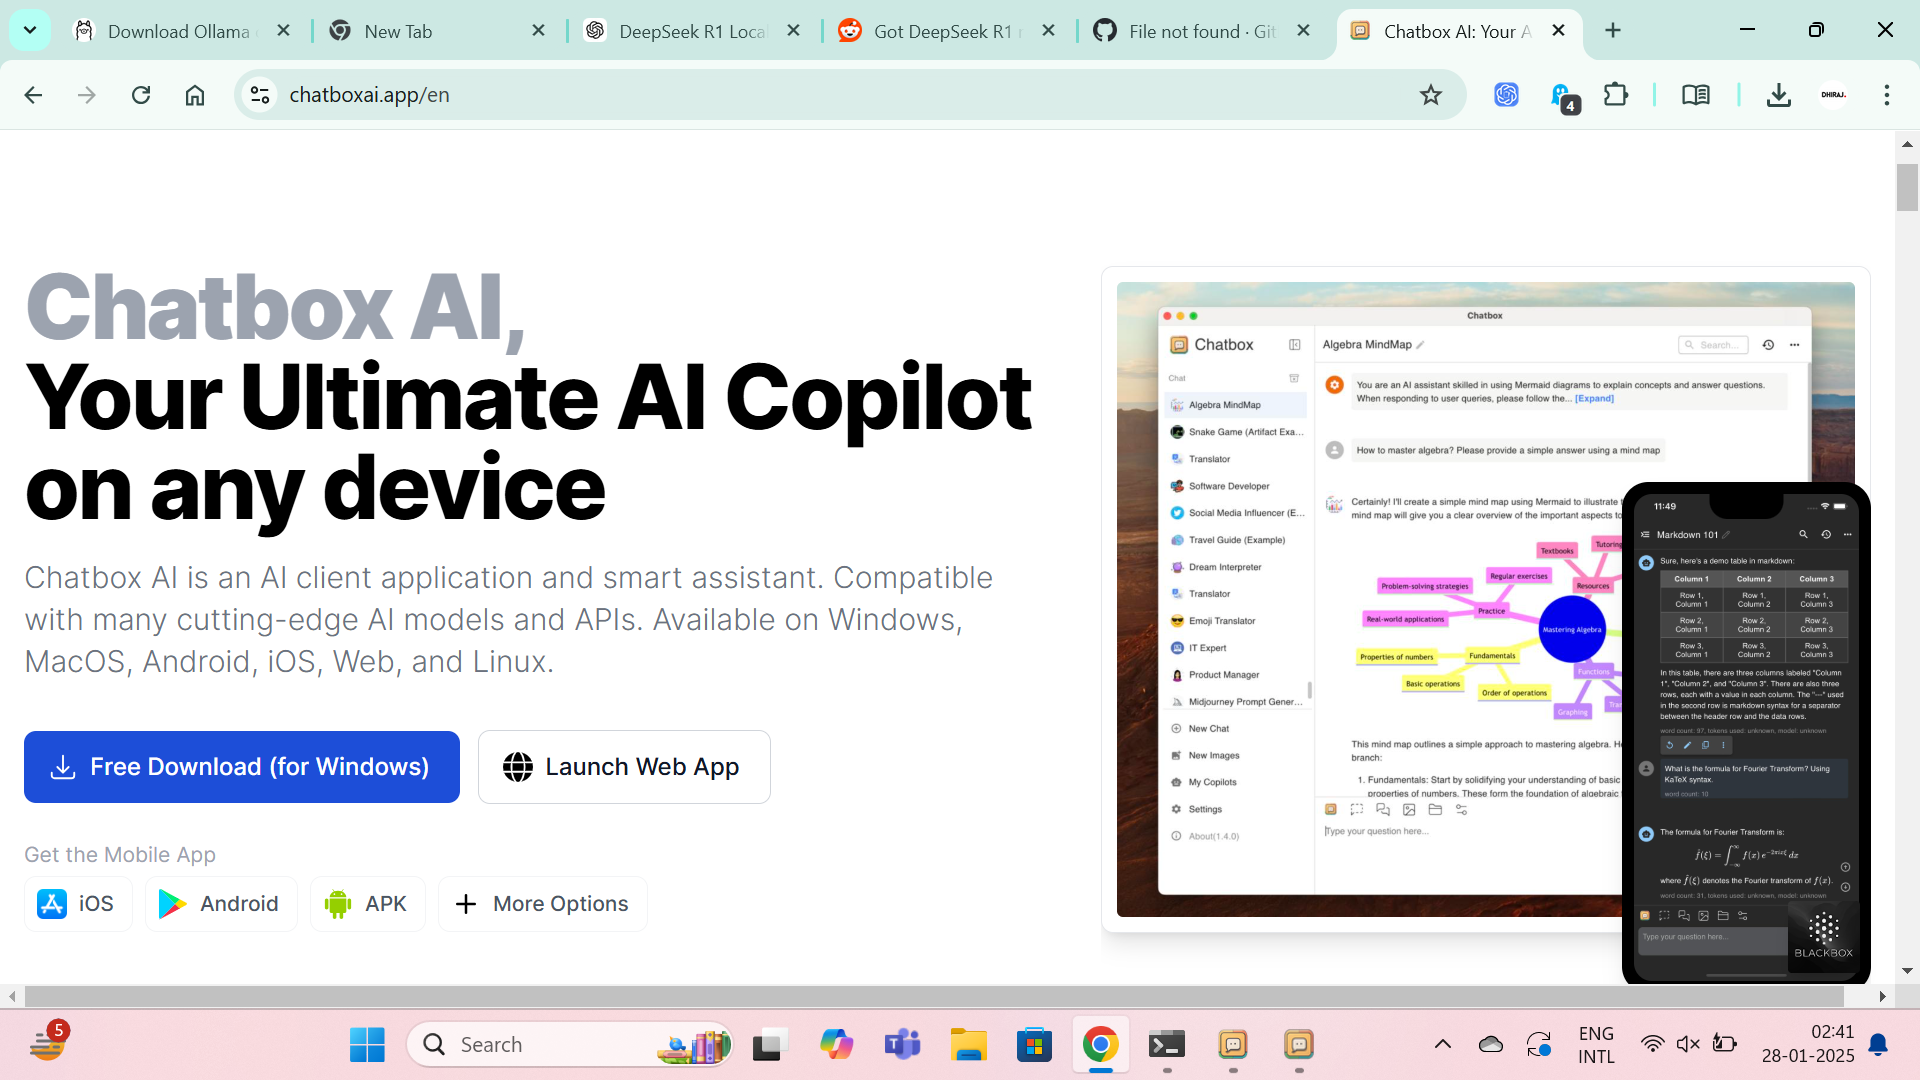 Download Ollama
New Tab
DeepSeek R1 Loca
Got DeepSeek R1 r
File not found · Git
Chatbox AI: Your A
chatboxai.app/en
4
DHIRAJ.
Chatbox AI,
Your Ultimate AI Copilot
on any device
Chatbox AI is an AI client application and smart assistant. Compatible
with many cutting-edge AI models and APIs. Available on Windows,
MacOS, Android, iOS, Web, and Linux.
Free Download (for Windows)
Launch Web App
Get the Mobile App
iOS
Android
APK
More Options
Chatbox
Chatbox
Chat
Algebra MindMap
Snake Game (Artifact Exa...
Translator
Software Developer
Social Media Influencer (E...
Travel Guide (Example)
Dream Interpreter
Translator
Emoji Translator
IT Expert
Product Manager
Midjourney Prompt Gener...
New Chat
New Images
My Copilots
Settings
About(1.4.0)
Algebra MindMap
Search...
You are an AI assistant skilled in using Mermaid diagrams to explain concepts and answer questions.
When responding to user queries, please follow the... [Expand]
How to master algebra? Please provide a simple answer using a mind map
Certainly! I'll create a simple mind map using Mermaid to illustrate
mind map will give you a clear overview of the important aspects to
Textbooks
Tutoring
Regular exercises
Resources
Problem-solving strategies
Practice
Real-world applications
Mastering Algebra
Properties of numbers
Fundamentals
Basic operations
Order of operations
Functions
Graphing
This mind map outlines a simple approach to mastering algebra.
branch:
1. Fundamentals: Start by solidifying your understanding of basic
properties of numbers. These form the foundation of algebraic
Type your question here...
11:49
Markdown 101
Sure, here's a demo table in markdown:
Column 1 Column 2 Column 3
Row 1, Column 1 Row 1, Column 2 Row 1, Column 3
Row 2, Column 1 Row 2, Column 2 Row 2, Column 3
Row 3, Column 1 Row 3, Column 2 Row 3, Column 3
In this table, there are three columns labeled "Column
1", "Column 2", and "Column 3". There are also three
rows, each with a value in each column. The "---" used
in the second row is markdown syntax for a separator
between the header row and the data rows.
word count: 97, tokens used: unknown, model: unknown
What is the formula for Fourier Transform? Using
KaTeX syntax.
word count: 10
The formula for Fourier Transform is:
f̂(ξ) = ∫_{-∞}^{∞} f(x) e^{-2πixξ} dx
where f̂(ξ) denotes the Fourier transform of f(x).
word count: 31, tokens used: unknown, model: unknown
Type your question here...
BLACKBOX
5
Search
ENG
INTL
02:41
28-01-2025